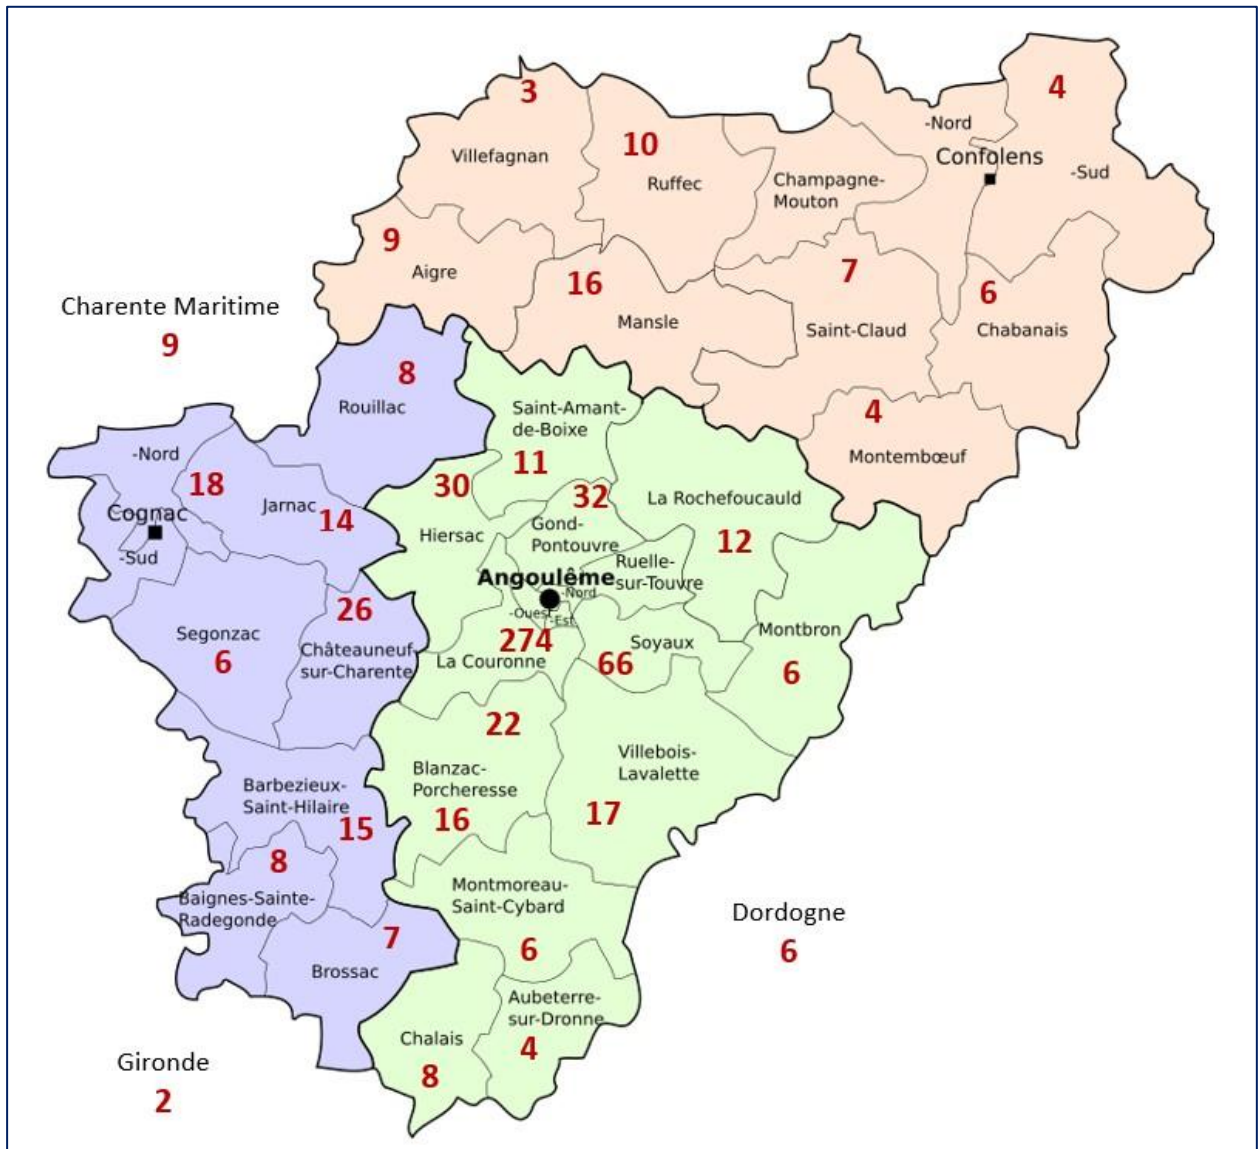 3
4
10
-Nord
Villefagnan
Confolens
Ruffec
Champagne-
Mouton
-Sud
9
Aigre
7
16
6
Charente Maritime
9
Mansle
Saint-Claud
Chabanais
8
Rouillac
Saint-Amant-
de-Boixe
4
-Nord
11
Montembœuf
18
30
32
La Rochefoucauld
Jarnac
14
Cognac
Hiersac
Gond-
Pontouvre
12
-Sud
Ruelle-
sur-Touvre
Angoulême
-Nord
26
-Ouest
-Est
Segonzac
6
Châteauneuf
sur-Charente
274
La Couronne
Soyaux
66
Montbron
6
22
Villebois-
Lavalette
Blanzac-
Porcheresse
Barbezieux-
Saint-Hilaire
15
16
17
8
Baignes-Sainte-
Radegonde
Montmoreau-
Saint-Cybard
Dordogne
6
7
6
Brossac
Aubeterre-
sur-Dronne
Chalais
4
Gironde
2
8